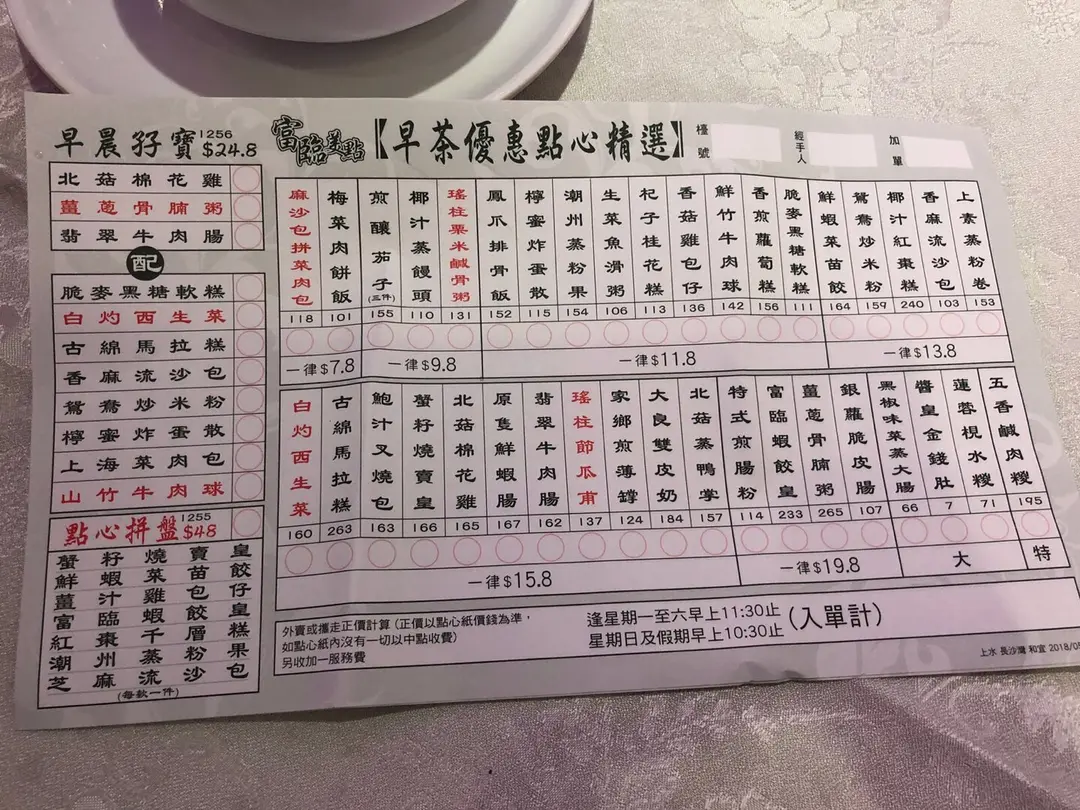 早晨孖寶 1256 $24.8
北菇棉花雞
薑蔥骨腩粥
翡翠牛肉腸
配
脆麥黑糖軟糕
白灼西生菜
古綿馬拉糕
香麻流沙包
鴛鴦炒米粉
檸蜜炸蛋散
上海菜肉包
山竹牛肉球
點心拼盤 1255 $48
蟹籽燒賣皇
鮮蝦菜苗餃
薑汁雞包仔
富臨蝦餃皇
紅棗千層糕
潮州蒸粉果
芝麻流沙包
(每款一件)
富臨美點【早茶優惠點心精選】
檯號
經手人
加單
麻沙包拼菜肉包 118
梅菜肉餅飯 101
煎釀茄子(三件) 155
椰汁蒸饅頭 110
瑤柱粟米鹹骨粥 131
鳳爪排骨飯 152
檸蜜炸蛋散 115
潮州蒸粉果 154
生菜魚滑粥 106
杞子桂花糕 113
香菇雞包仔 136
鮮竹牛肉球 142
香煎蘿蔔糕 156
脆麥黑糖軟糕 111
鮮蝦菜苗餃 164
鴛鴦炒米粉 159
椰汁紅棗糕 240
香麻流沙包 103
上素蒸粉卷 153
一律$7.8
一律$9.8
一律$11.8
一律$13.8
白灼西生菜 160
古綿馬拉糕 263
鮑汁叉燒包 163
蟹籽燒賣皇 166
北菇棉花雞 165
原隻鮮蝦腸 167
翡翠牛肉腸 162
瑤柱節瓜甫 137
家鄉煎薄罉 124
大良雙皮奶 184
北菇蒸鴨掌 157
特式煎腸粉 114
富臨蝦餃皇 233
薑蔥骨腩粥 265
銀蘿脆皮腸 107
黑椒味菜蒸大腸 66
醬皇金錢肚 7
蓮蓉梘水糉 71
五香鹹肉糉 195
一律$15.8
一律$19.8
大
特
外賣或攜走正價計算(正價以點心紙價錢為準，
如點心紙內沒有一切以中點收費)
另收加一服務費
逢星期一至六早上11:30止
星期日及假期早上10:30止
(入單計)
上水 長沙灣 和宜 2018/05